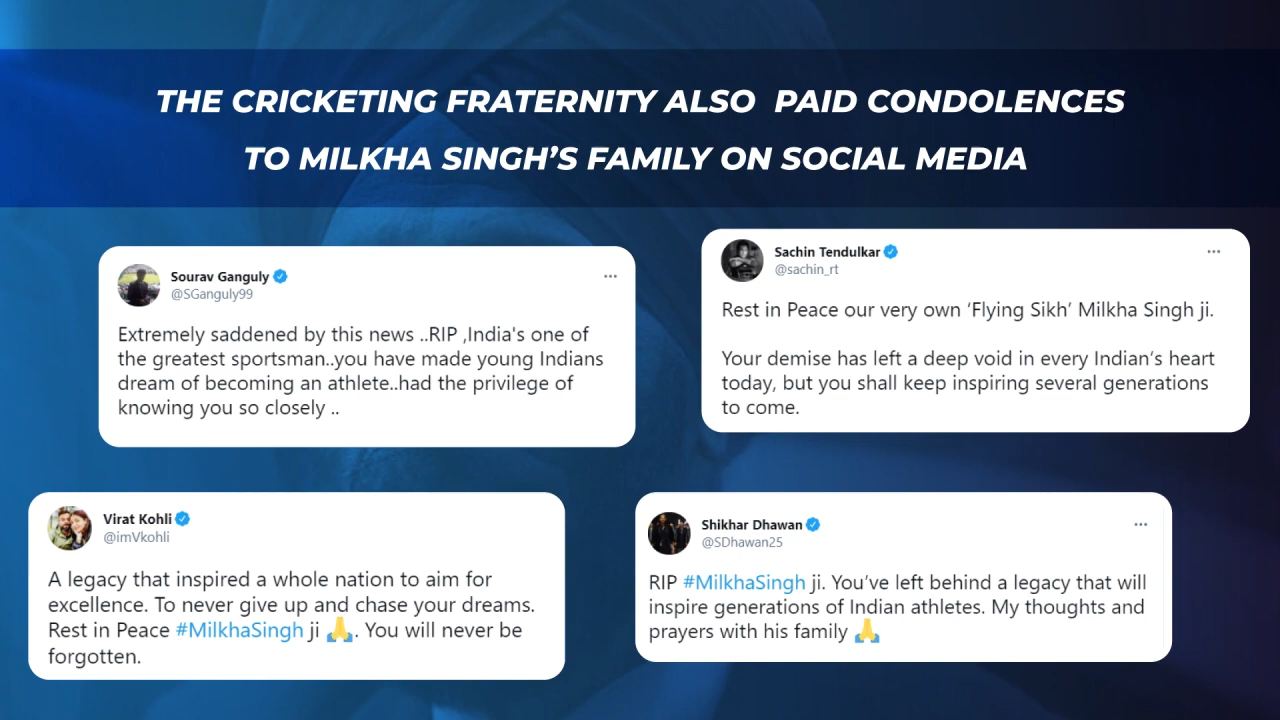 THE CRICKETING FRATERNITY ALSO PAID CONDOLENCES
TO MILKHA SINGH’S FAMILY ON SOCIAL MEDIA
Sourav Ganguly
@SGanguly99
Extremely saddened by this news ..RIP ,India's one of
the greatest sportsman..you have made young Indians
dream of becoming an athlete..had the privilege of
knowing you so closely ..
Sachin Tendulkar
@sachin_rt
Rest in Peace our very own ‘Flying Sikh’ Milkha Singh ji.
Your demise has left a deep void in every Indian’s heart
today, but you shall keep inspiring several generations
to come.
Virat Kohli
@imVkohli
A legacy that inspired a whole nation to aim for
excellence. To never give up and chase your dreams.
Rest in Peace #MilkhaSingh ji 🙏. You will never be
forgotten.
Shikhar Dhawan
@SDhawan25
RIP #MilkhaSingh ji. You’ve left behind a legacy that will
inspire generations of Indian athletes. My thoughts and
prayers with his family 🙏